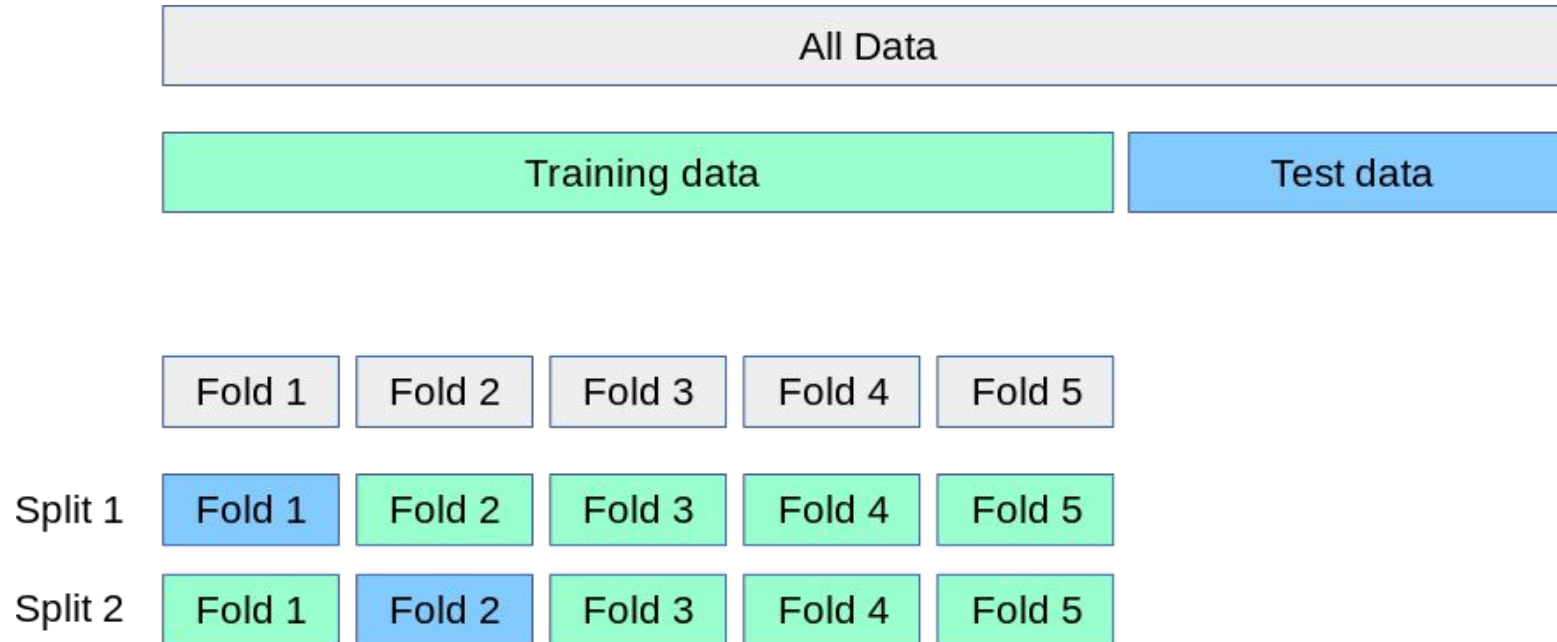 All Data
Training data Test data
Fold 1 Fold 2 Fold 3 Fold 4 Fold 5
Split 1 Fold 1 Fold 2 Fold 3 Fold 4 Fold 5
Split 2 Fold 1 Fold 2 Fold 3 Fold 4 Fold 5